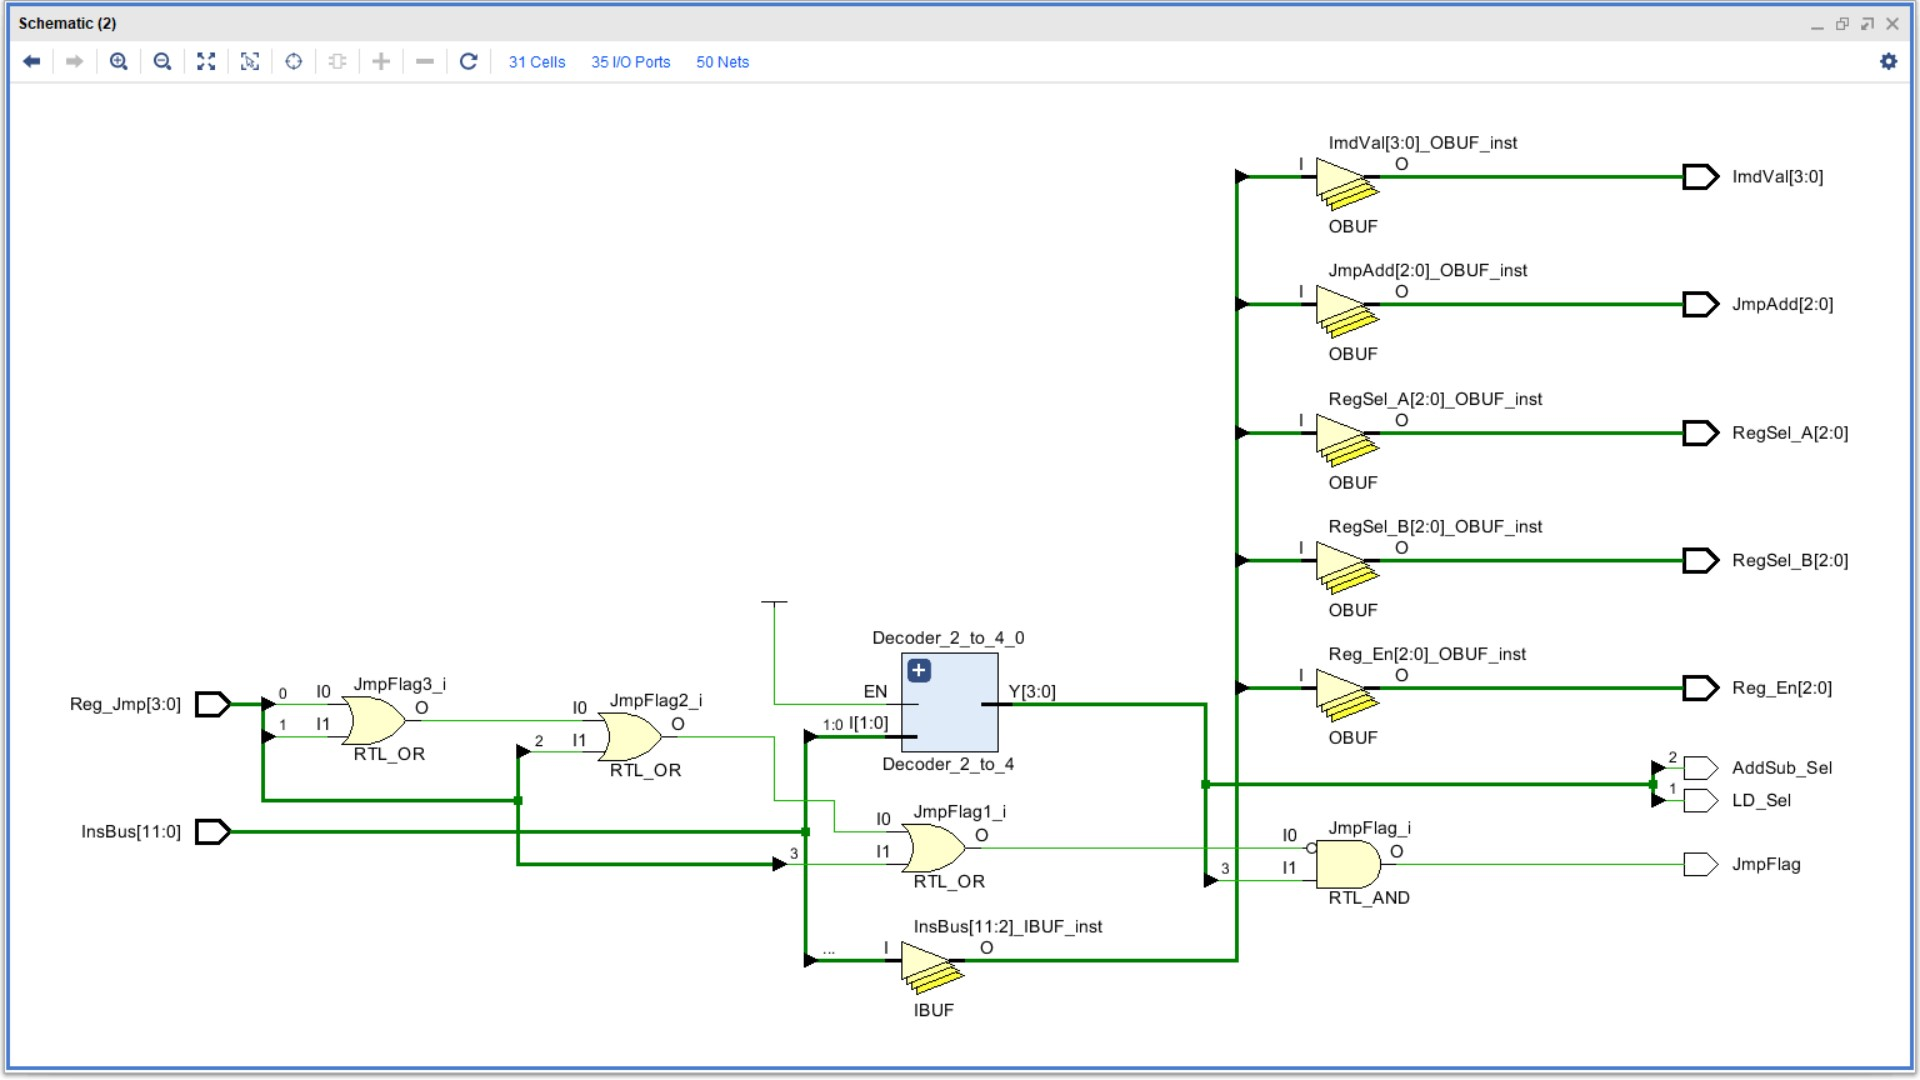 Schematic (2)
31 Cells 35 I/O Ports 50 Nets
ImdVal[3:0]_OBUF_inst
I O
ImdVal[3:0]
OBUF
JmpAdd[2:0]_OBUF_inst
I O
JmpAdd[2:0]
OBUF
RegSel_A[2:0]_OBUF_inst
I O
RegSel_A[2:0]
OBUF
RegSel_B[2:0]_OBUF_inst
I O
RegSel_B[2:0]
OBUF
Reg_En[2:0]_OBUF_inst
I O
Reg_En[2:0]
OBUF
Decoder_2_to_4_0
EN
Y[3:0]
1:0 I[1:0]
Decoder_2_to_4
Reg_Jmp[3:0]
0 I0
JmpFlag3_i
O
1 I1
RTL_OR
JmpFlag2_i
I0
O
2 I1
RTL_OR
2 AddSub_Sel
1 LD_Sel
InsBus[11:0]
JmpFlag1_i
I0 O
3 I1
RTL_OR
JmpFlag_i
I0
O
3 I1
JmpFlag
RTL_AND
InsBus[11:2]_IBUF_inst
... I O
IBUF